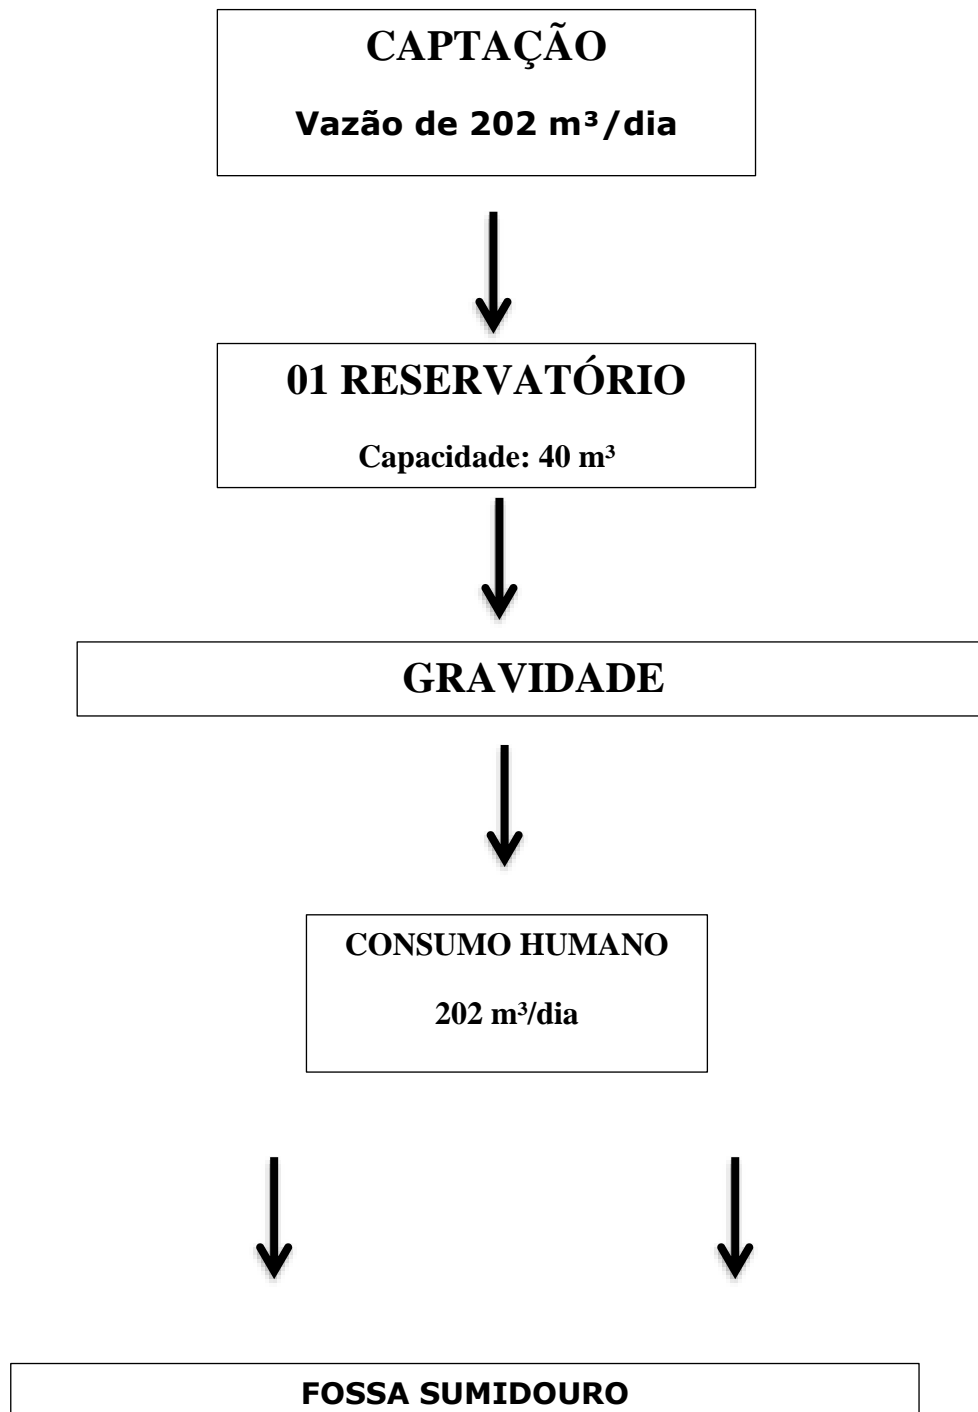 CAPTAÇÃO
Vazão de 202 m³/dia
01 RESERVATÓRIO
Capacidade: 40 m³
GRAVIDADE
CONSUMO HUMANO
202 m³/dia
FOSSA SUMIDOURO